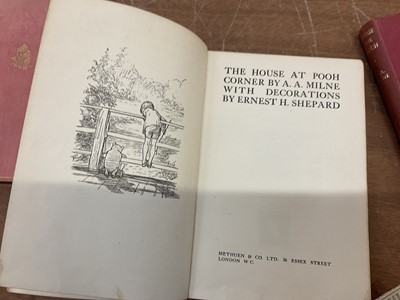 THE HOUSE AT POOH
CORNER BY A. A. MILNE
WITH DECORATIONS
BY ERNEST H. SHEPARD
METHUEN & CO. LTD. 36 ESSEX STREET
LONDON W.C.